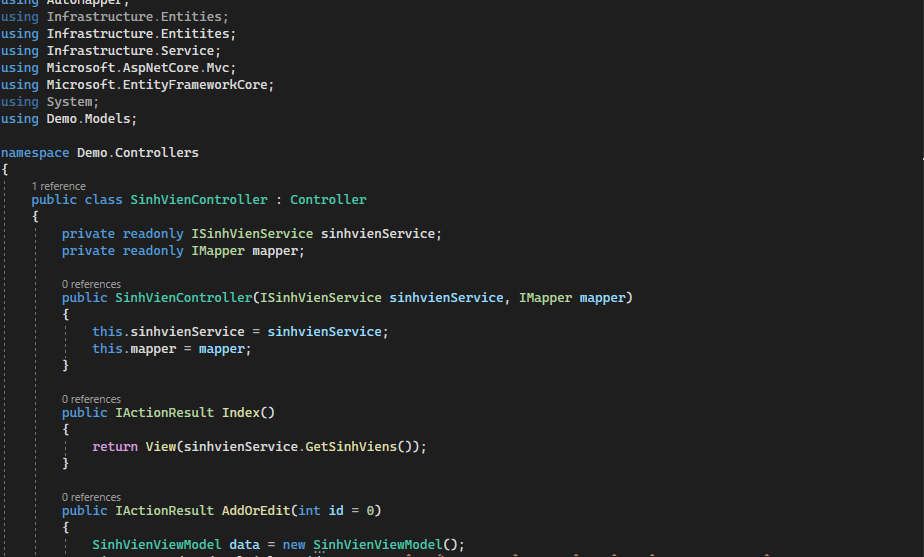 using AutoMapper;
using Infrastructure.Entities;
using Infrastructure.Entitites;
using Infrastructure.Service;
using Microsoft.AspNetCore.Mvc;
using Microsoft.EntityFrameworkCore;
using System;
using Demo.Models;
namespace Demo.Controllers
{
1 reference
public class SinhVienController : Controller
{
private readonly ISinhVienService sinhvienService;
private readonly IMapper mapper;
0 references
public SinhVienController(ISinhVienService sinhvienService, IMapper mapper)
{
this.sinhvienService = sinhvienService;
this.mapper = mapper;
}
0 references
public IActionResult Index()
{
return View(sinhvienService.GetSinhViens());
}
0 references
public IActionResult AddOrEdit(int id = 0)
{
SinhVienViewModel data = new SinhVienViewModel();